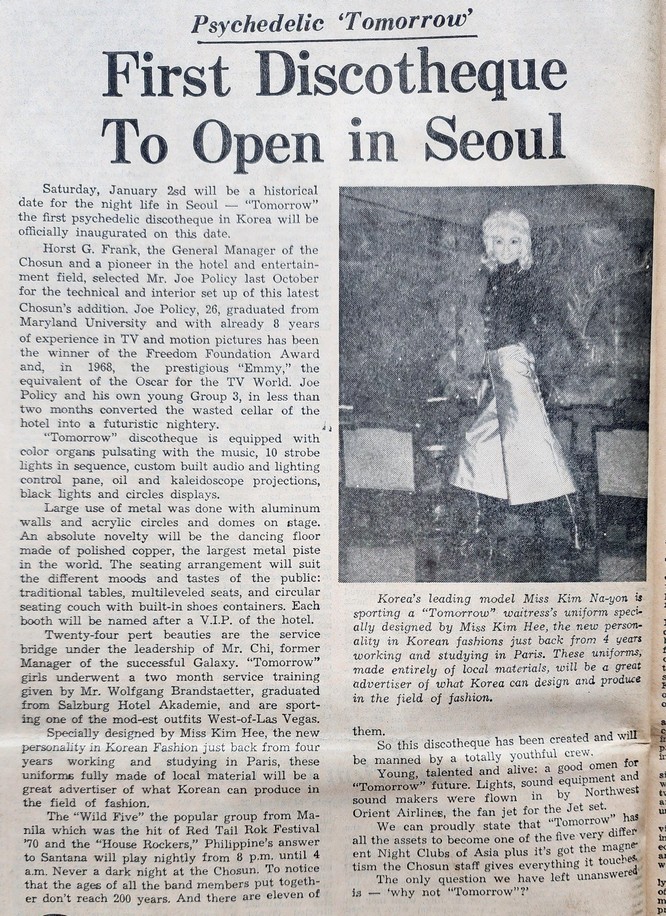 Psychedelic 'Tomorrow'
First Discotheque
To Open in Seoul
Saturday, January 2sd will be a historical
date for the night life in Seoul — "Tomorrow"
the first psychedelic discotheque in Korea will be
officially inaugurated on this date.
Horst G. Frank, the General Manager of the
Chosun and a pioneer in the hotel and entertain-
ment field, selected Mr. Joe Policy last October
for the technical and interior set up of this latest
Chosun's addition. Joe Policy, 26, graduated from
Maryland University and with already 8 years
of experience in TV and motion pictures has been
the winner of the Freedom Foundation Award
and, in 1968, the prestigious "Emmy," the
equivalent of the Oscar for the TV World. Joe
Policy and his own young Group 3, in less than
two months converted the wasted cellar of the
hotel into a futuristic nightery.
"Tomorrow" discotheque is equipped with
color organs pulsating with the music, 10 strobe
lights in sequence, custom built audio and lighting
control pane, oil and kaleidoscope projections,
black lights and circles displays.
Large use of metal was done with aluminum
walls and acrylic circles and domes on stage.
An absolute novelty will be the dancing floor
made of polished copper, the largest metal piste
in the world. The seating arrangement will suit
the different moods and tastes of the public:
traditional tables, multileveled seats, and circular
seating couch with built-in shoes containers. Each
booth will be named after a V.I.P. of the hotel.
Twenty-four pert beauties are the service
bridge under the leadership of Mr. Chi, former
Manager of the successful Galaxy. "Tomorrow"
girls underwent a two month service training
given by Mr. Wolfgang Brandstaetter, graduated
from Salzburg Hotel Akademie, and are sport-
ing one of the mod-est outfits West-of-Las Vegas.
Specially designed by Miss Kim Hee, the new
personality in Korean Fashion just back from four
years working and studying in Paris, these
uniforms fully made of local material will be a
great advertiser of what Korean can produce in
the field of fashion.
The "Wild Five" the popular group from Ma-
nila which was the hit of Red Tail Rok Festival
'70 and the "House Rockers," Philippine's answer
to Santana will play nightly from 8 p.m. until 4
a.m. Never a dark night at the Chosun. To notice
that the ages of all the band members put togeth-
er don't reach 200 years. And there are eleven of
Korea's leading model Miss Kim Na-yon is
sporting a "Tomorrow" waitress's uniform speci-
ally designed by Miss Kim Hee, the new person-
ality in Korean fashions just back from 4 years
working and studying in Paris. These uniforms,
made entirely of local materials, will be a great
advertiser of what Korea can design and produce
in the field of fashion.
them.
So this discotheque has been created and will
be manned by a totally youthful crew.
Young, talented and alive: a good omen for
"Tomorrow" future. Lights, sound equipment and
sound makers were flown in by Northwest
Orient Airlines, the fan jet for the Jet set.
We can proudly state that "Tomorrow" has
all the assets to become one of the five very differ
ent Night Clubs of Asia plus it's got the magne-
tism the Chosun staff gives everything it touches.
The only question we have left unanswered
is — 'why not "Tomorrow"?'